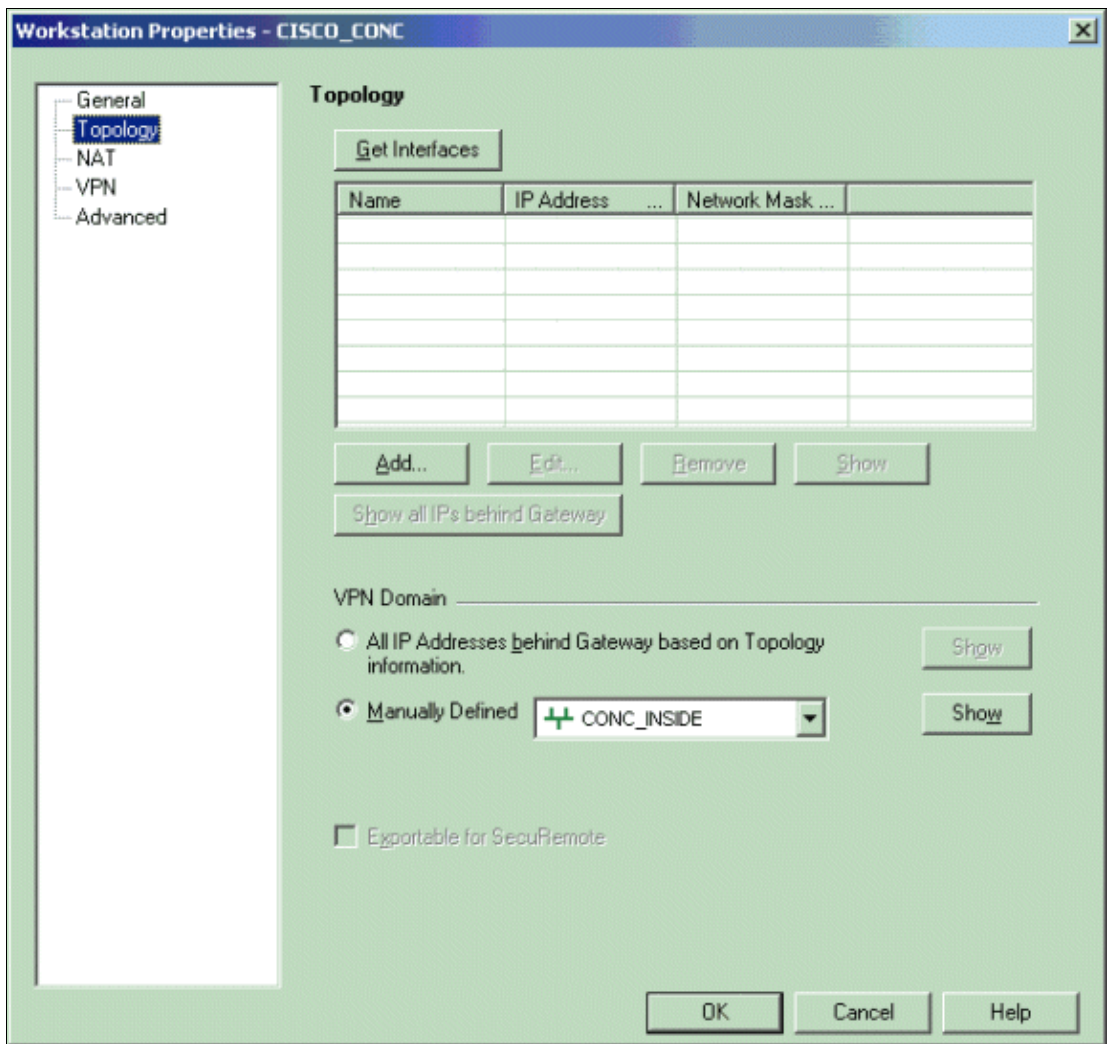 Workstation Properties - CISCO_CONC
General
Topology
NAT
VPN
Advanced
Topology
Get Interfaces
Name IP Address ... Network Mask ...
Add... Edit... Remove Show
Show all IPs behind Gateway
VPN Domain
All IP Addresses behind Gateway based on Topology
information.
Show
Manually Defined CONC_INSIDE Show
Exportable for SecuRemote
OK Cancel Help